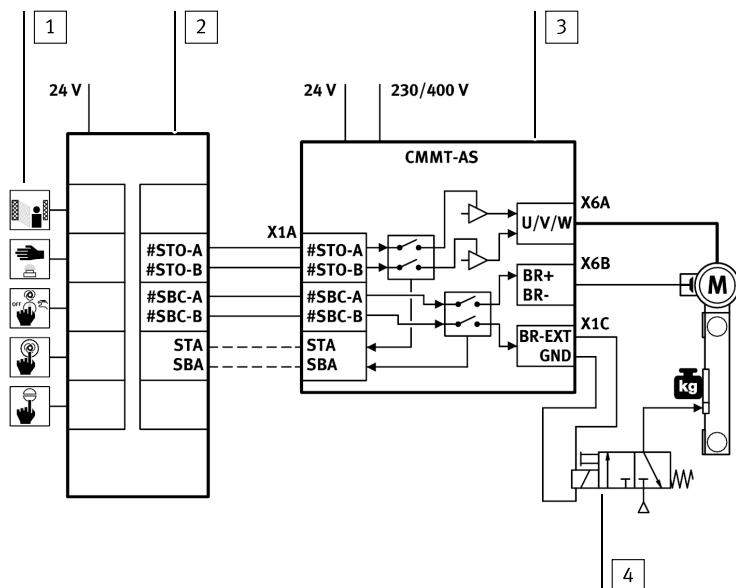 1
2
3
24 V
24 V
230/400 V
CMMT-AS
X1A
X6A
U/V/W
#STO-A
#STO-B
#STO-A
#STO-B
X6B
BR+
BR-
M
#SBC-A
#SBC-B
#SBC-A
#SBC-B
OFF
X1C
BR-EXT
GND
STA
SBA
STA
SBA
kg
4